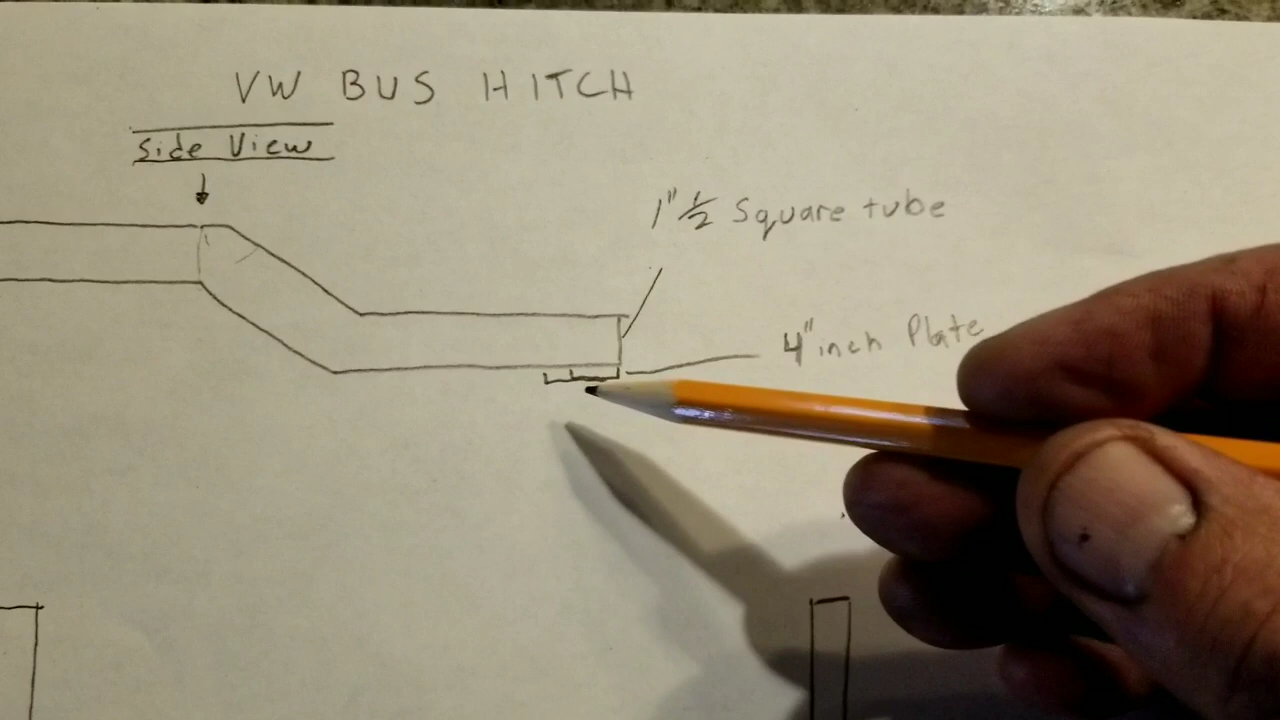 VW BUS HITCH
Side View
1" 1/2 Square tube
4" inch Plate